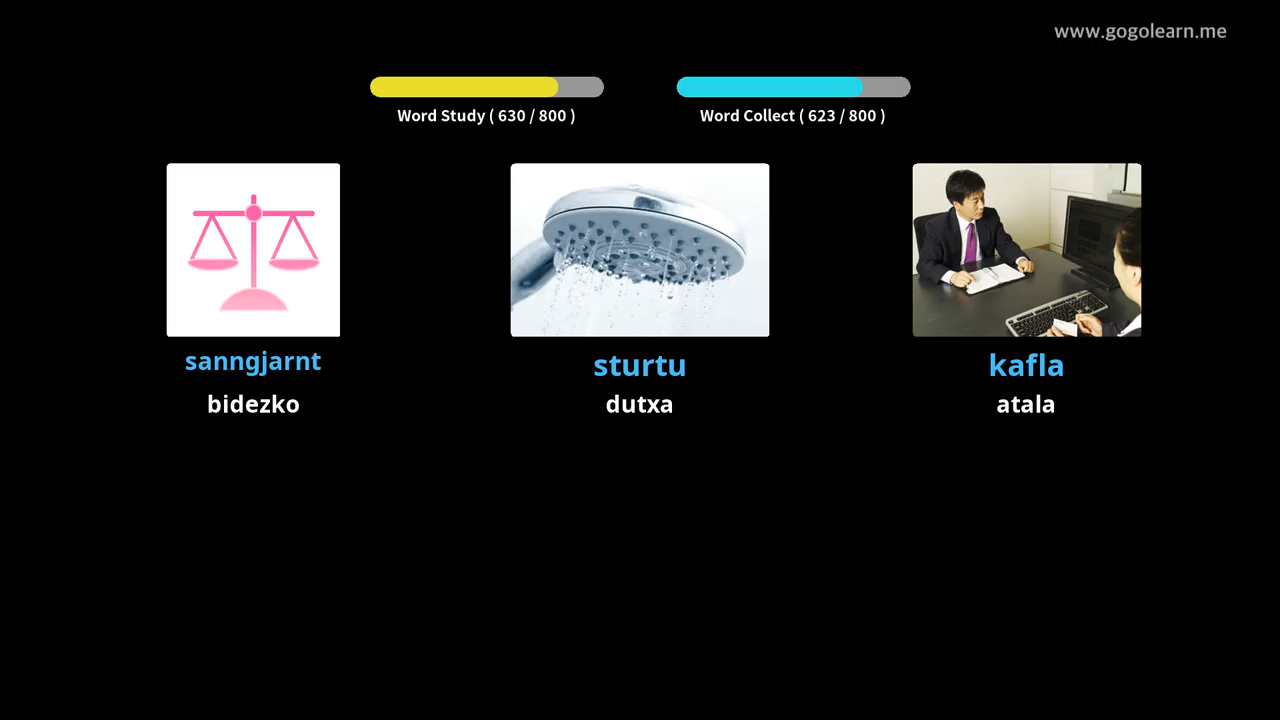 www.gogolearn.me
Word Study ( 630 / 800 )
Word Collect ( 623 / 800 )
sanngjarnt
sturtu
kafla
bidezko
dutxa
atala